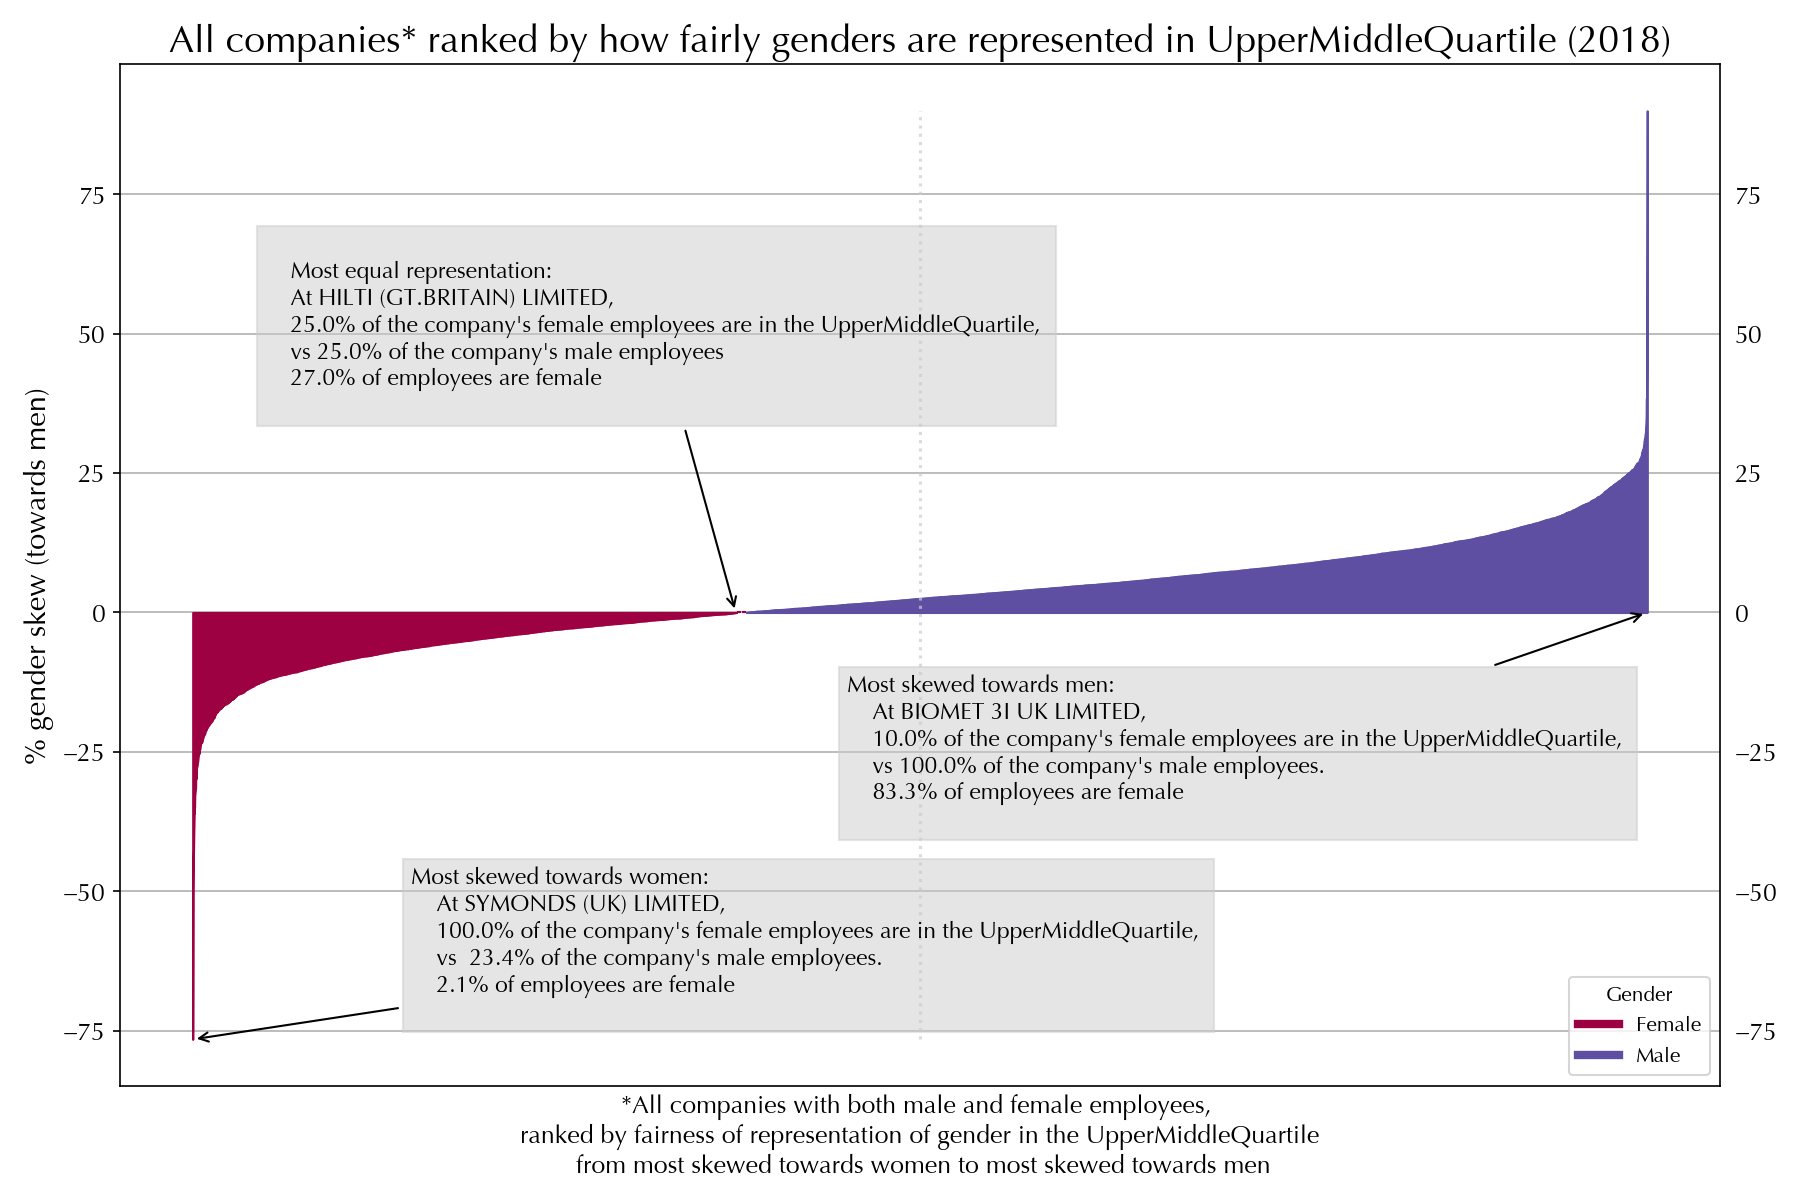 All companies* ranked by how fairly genders are represented in UpperMiddleQuartile (2018)
% gender skew (towards men)
75
50
25
0
–25
–50
–75
75
50
25
0
–25
–50
–75
Most equal representation:
At HILTI (GT.BRITAIN) LIMITED,
25.0% of the company's female employees are in the UpperMiddleQuartile,
vs 25.0% of the company's male employees
27.0% of employees are female
Most skewed towards men:
At BIOMET 3I UK LIMITED,
10.0% of the company's female employees are in the UpperMiddleQuartile,
vs 100.0% of the company's male employees.
83.3% of employees are female
Most skewed towards women:
At SYMONDS (UK) LIMITED,
100.0% of the company's female employees are in the UpperMiddleQuartile,
vs  23.4% of the company's male employees.
2.1% of employees are female
Gender
Female
Male
*All companies with both male and female employees,
ranked by fairness of representation of gender in the UpperMiddleQuartile
from most skewed towards women to most skewed towards men